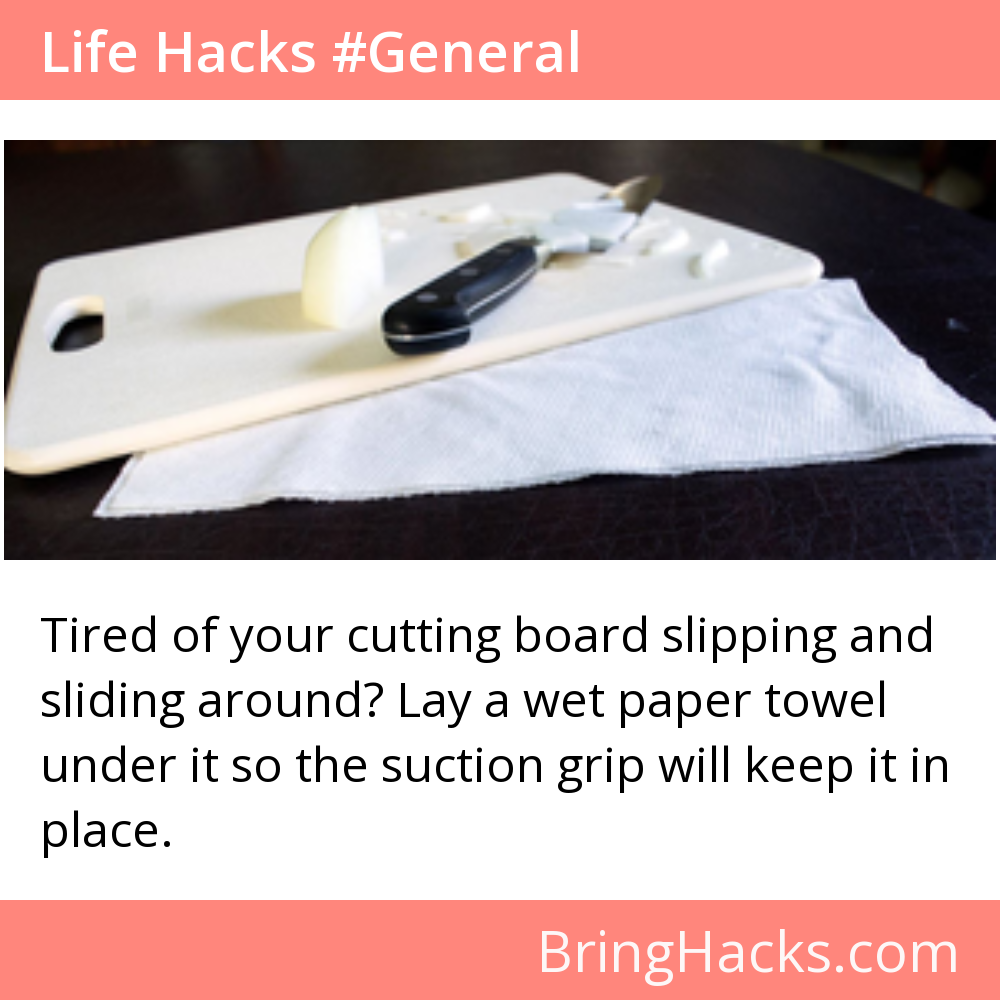 Life Hacks #General
Tired of your cutting board slipping and
sliding around? Lay a wet paper towel
under it so the suction grip will keep it in
place.
BringHacks.com